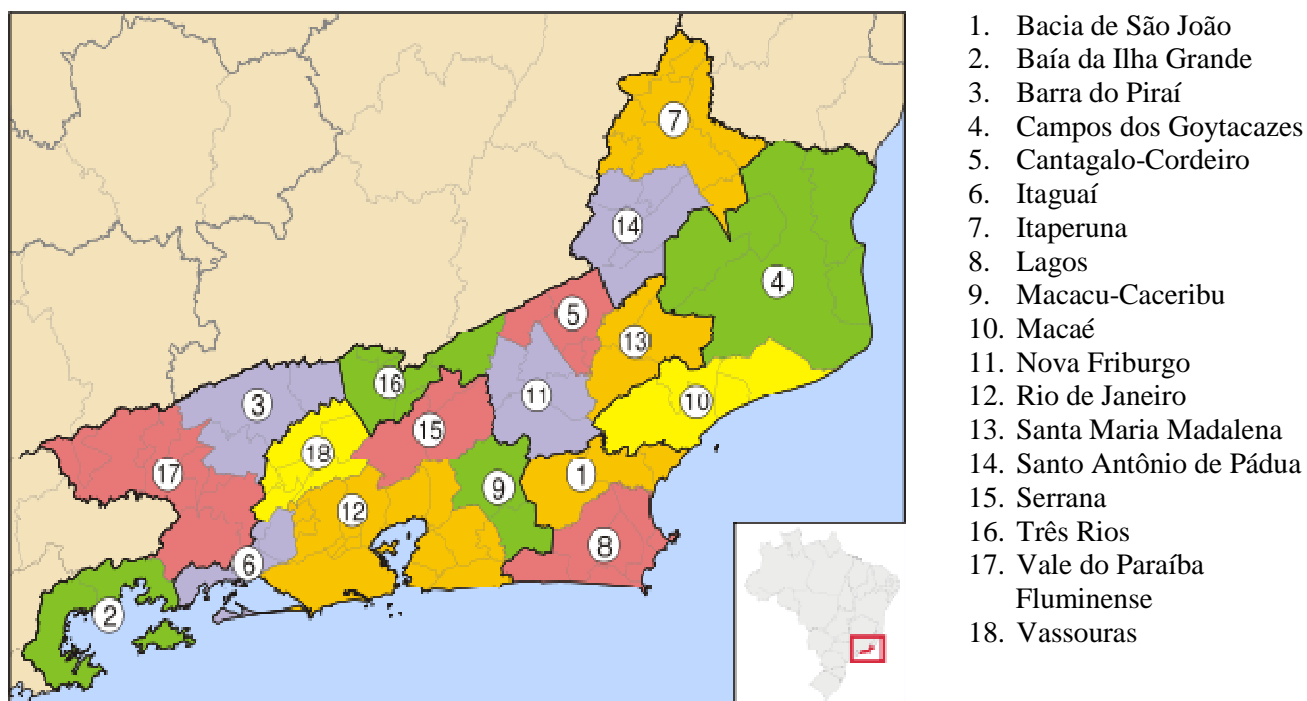 1. Bacia de São João
2. Baía da Ilha Grande
3. Barra do Piraí
4. Campos dos Goytacazes
5. Cantagalo-Cordeiro
6. Itaguaí
7. Itaperuna
8. Lagos
9. Macacu-Caceribu
10. Macaé
11. Nova Friburgo
12. Rio de Janeiro
13. Santa Maria Madalena
14. Santo Antônio de Pádua
15. Serrana
16. Três Rios
17. Vale do Paraíba
Fluminense
18. Vassouras
7
14
4
5
13
16
3
11
10
15
18
17
1
9
12
8
6
2